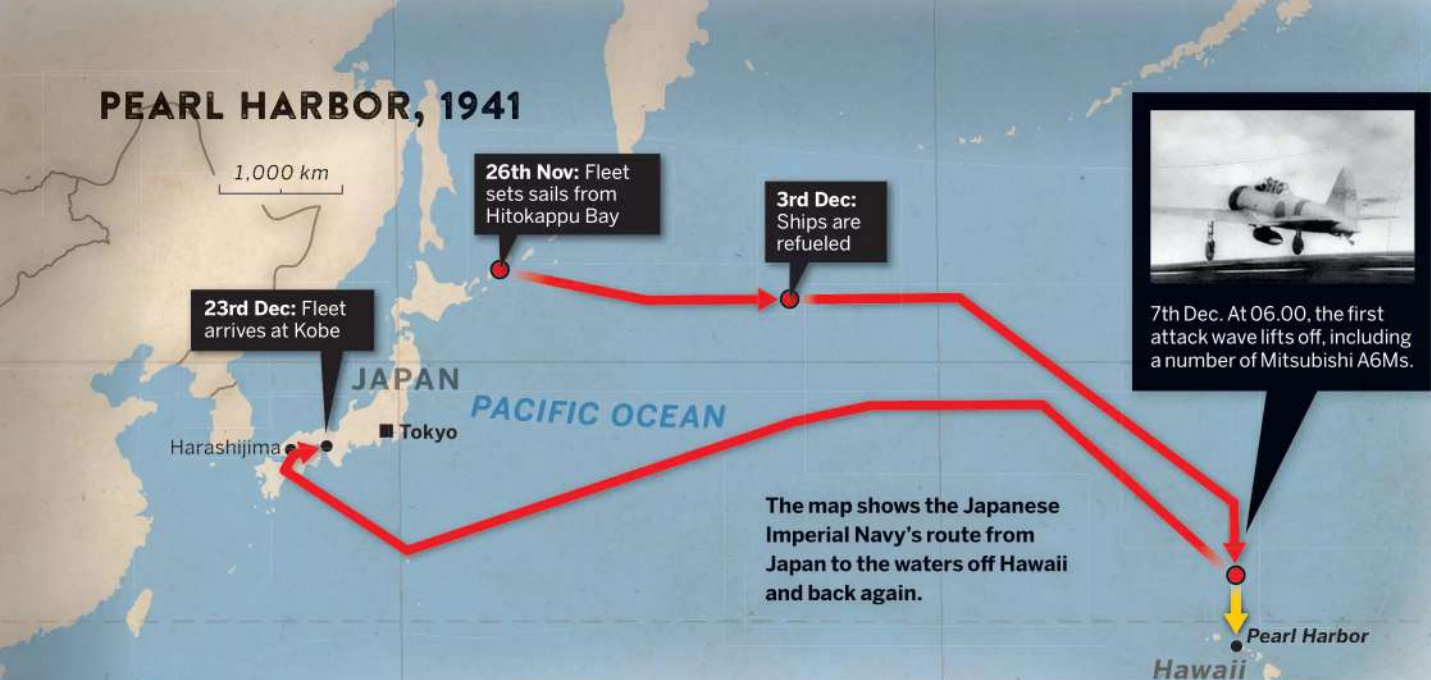 PEARL HARBOR, 1941
1,000 km
26th Nov: Fleet
sets sails from
Hitokappu Bay
3rd Dec:
Ships are
refueled
7th Dec. At 06.00, the first
attack wave lifts off, including
a number of Mitsubishi A6Ms.
23rd Dec: Fleet
arrives at Kobe
JAPAN
PACIFIC OCEAN
Tokyo
Harashijima
The map shows the Japanese
Imperial Navy’s route from
Japan to the waters off Hawaii
and back again.
Pearl Harbor
Hawaii